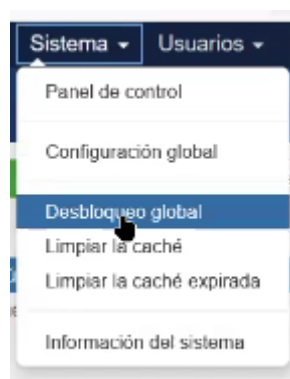 Sistema Usuarios
Panel de control
Configuración global
Desbloqueo global
Limpiar la caché
Limpiar la caché expirada
Información del sistema